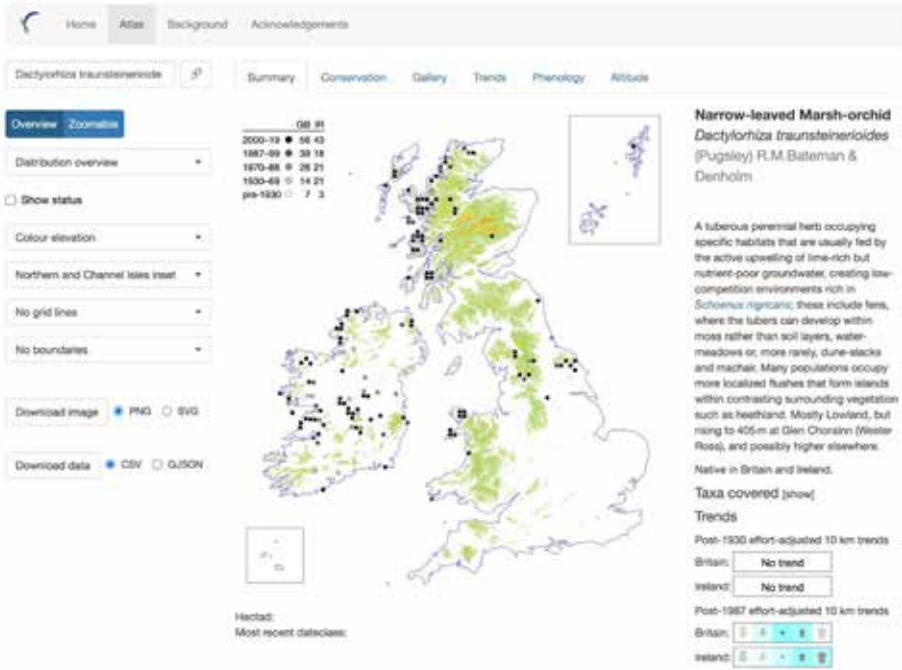 Home Atlas Background Acknowledgements
Dactylorhiza traunsteinerioide
Overview Zoomable
Distribution overview
Show status
Colour elevation
Northern and Channel Isles inset
No grid lines
No boundaries
Download image PNG SVG
Download data CSV GJSON
Summary Conservation Gallery Trends Phenology Altitude
GB IR
2000–19 56 43
1987–99 39 18
1970–86 26 21
1930–69 14 21
pre-1930 7 3
Hectad:
Most recent dateclass:
Narrow-leaved Marsh-orchid
Dactylorhiza traunsteinerioides
(Pugsley) R.M.Bateman &
Denholm
A tuberous perennial herb occupying
specific habitats that are usually fed by
the active upwelling of lime-rich but
nutrient-poor groundwater, creating low-
competition environments rich in
Schoenus nigricans; these include fens,
where the tubers can develop within
moss rather than soil layers, water-
meadows or, more rarely, dune-slacks
and machair. Many populations occupy
more localized flushes that form islands
within contrasting surrounding vegetation
such as heathland. Mostly Lowland, but
rising to 405 m at Glen Chorainn (Wester
Ross), and possibly higher elsewhere.
Native in Britain and Ireland.
Taxa covered [show]
Trends
Post-1930 effort-adjusted 10 km trends
Britain: No trend
Ireland: No trend
Post-1987 effort-adjusted 10 km trends
Britain:
Ireland: